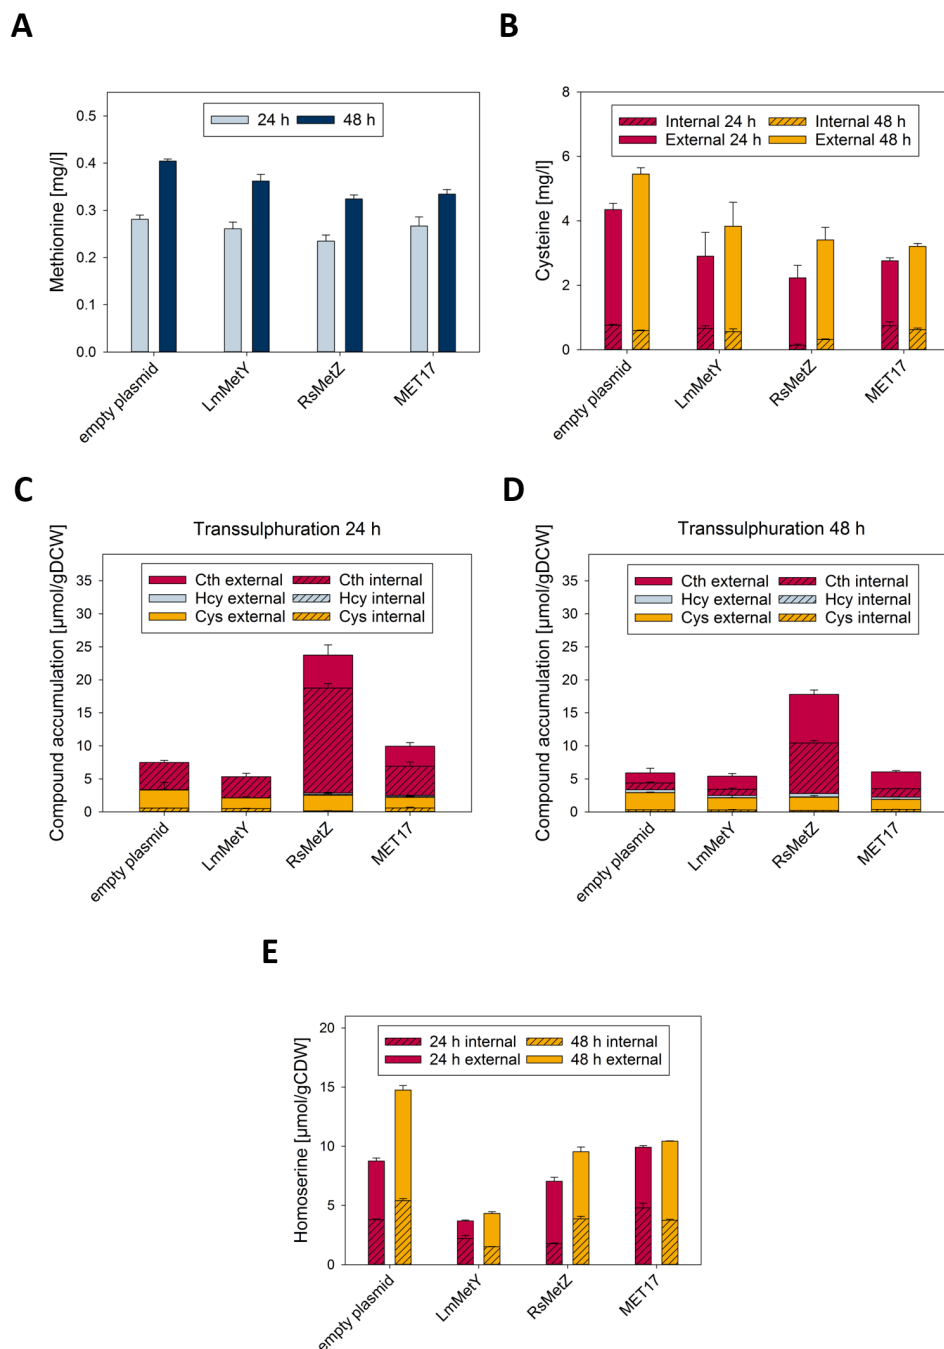 A
B
Methionine [mg/l]
0.5
0.4
0.3
0.2
0.1
0.0
24 h
48 h
empty plasmid
LmMetY
RsMetZ
MET17
Cysteine [mg/l]
8
6
4
2
0
Internal 24 h
Internal 48 h
External 24 h
External 48 h
empty plasmid
LmMetY
RsMetZ
MET17
C
D
Transsulphuration 24 h
Compound accumulation [µmol/gDCW]
35
30
25
20
15
10
5
0
Cth external
Cth internal
Hcy external
Hcy internal
Cys external
Cys internal
empty plasmid
LmMetY
RsMetZ
MET17
Transsulphuration 48 h
Compound accumulation [µmol/gDCW]
35
30
25
20
15
10
5
0
Cth external
Cth internal
Hcy external
Hcy internal
Cys external
Cys internal
empty plasmid
LmMetY
RsMetZ
MET17
E
Homoserine [µmol/gCDW]
20
15
10
5
0
24 h internal
48 h internal
24 h external
48 h external
empty plasmid
LmMetY
RsMetZ
MET17